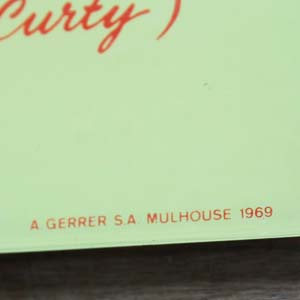 Curty)
A. GERRER S.A. MULHOUSE 1969